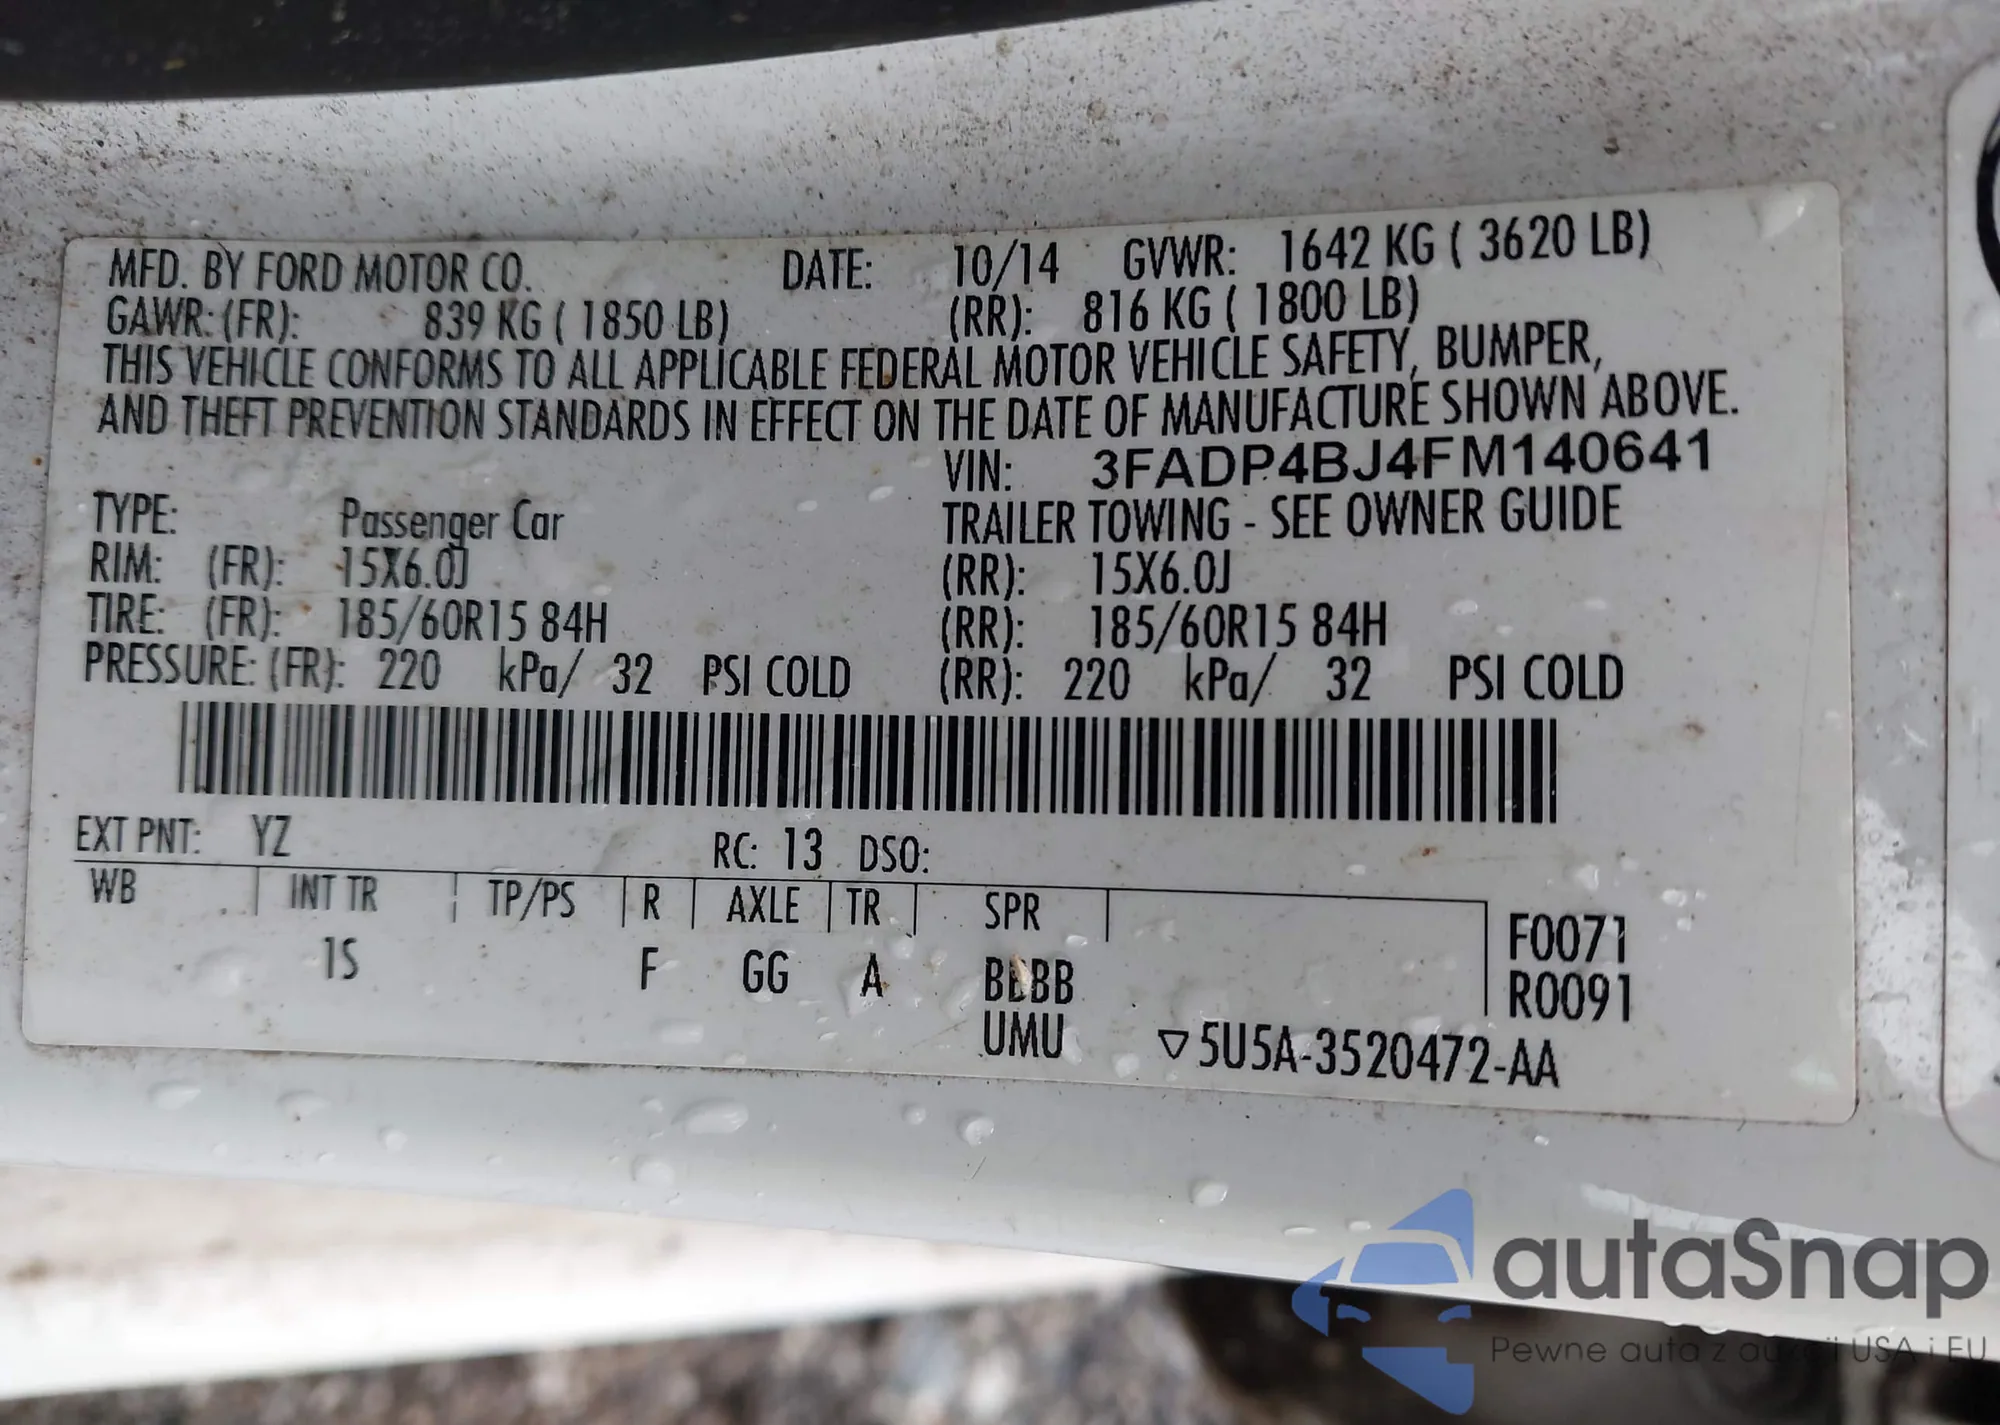 MFD. BY FORD MOTOR CO. DATE: 10/14 GVWR: 1642 KG ( 3620 LB)
GAWR: (FR): 839 KG ( 1850 LB) (RR): 816 KG ( 1800 LB)
THIS VEHICLE CONFORMS TO ALL APPLICABLE FEDERAL MOTOR VEHICLE SAFETY, BUMPER,
AND THEFT PREVENTION STANDARDS IN EFFECT ON THE DATE OF MANUFACTURE SHOWN ABOVE.
VIN: 3FADP4BJ4FM140641
TYPE: Passenger Car TRAILER TOWING - SEE OWNER GUIDE
RIM: (FR): 15X6.0J (RR): 15X6.0J
TIRE: (FR): 185/60R15 84H (RR): 185/60R15 84H
PRESSURE: (FR): 220 kPa/ 32 PSI COLD (RR): 220 kPa/ 32 PSI COLD
EXT PNT: YZ RC: 13 DSO:
WB INT TR TP/PS R AXLE TR SPR F0071
1S F GG A BBBB R0091
UMU ▽5U5A-3520472-AA
autaSnap
Pewne auta z aukcji USA i EU